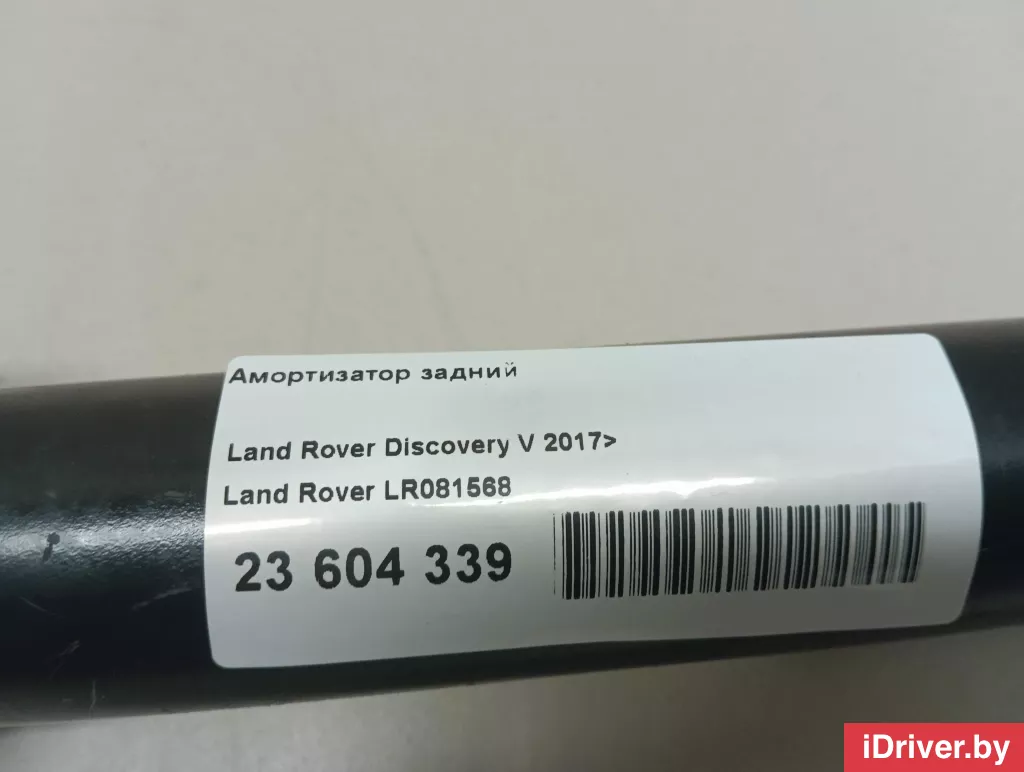 Амортизатор задний
Land Rover Discovery V 2017>
Land Rover LR081568
23 604 339
iDriver.by